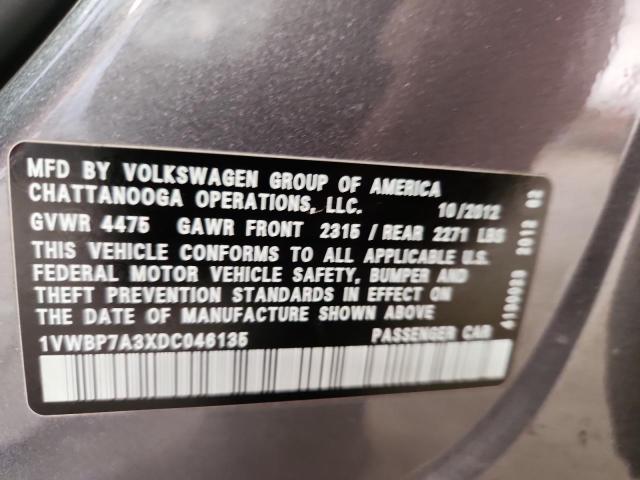 MFD BY VOLKSWAGEN GROUP OF AMERICA
CHATTANOOGA OPERATIONS, LLC. 10/2012
GVWR 4475 GAWR FRONT 2315 / REAR 2271 LBS
THIS VEHICLE CONFORMS TO ALL APPLICABLE U.S.
FEDERAL MOTOR VEHICLE SAFETY, BUMPER AND
THEFT PREVENTION STANDARDS IN EFFECT ON
THE DATE OF MANUFACTURE SHOWN ABOVE
1VWBP7A3XDC046135 PASSENGER CAR
2012 02